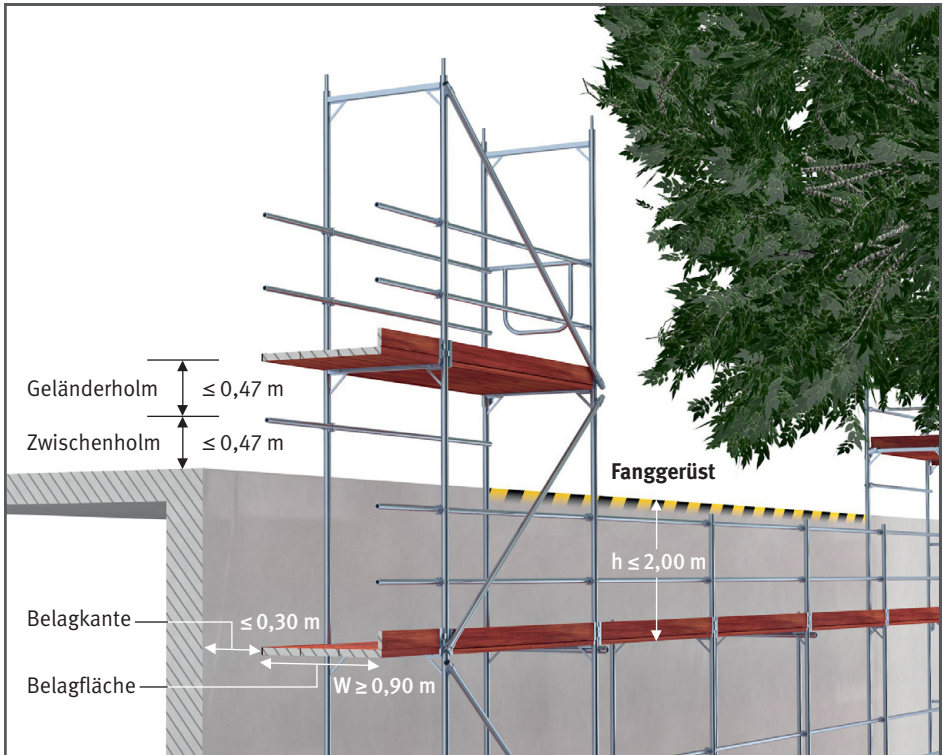 Geländerholm ≤ 0,47 m
Zwischenholm ≤ 0,47 m
Fanggerüst
h ≤ 2,00 m
Belagkante ≤ 0,30 m
Belagfläche W ≥ 0,90 m